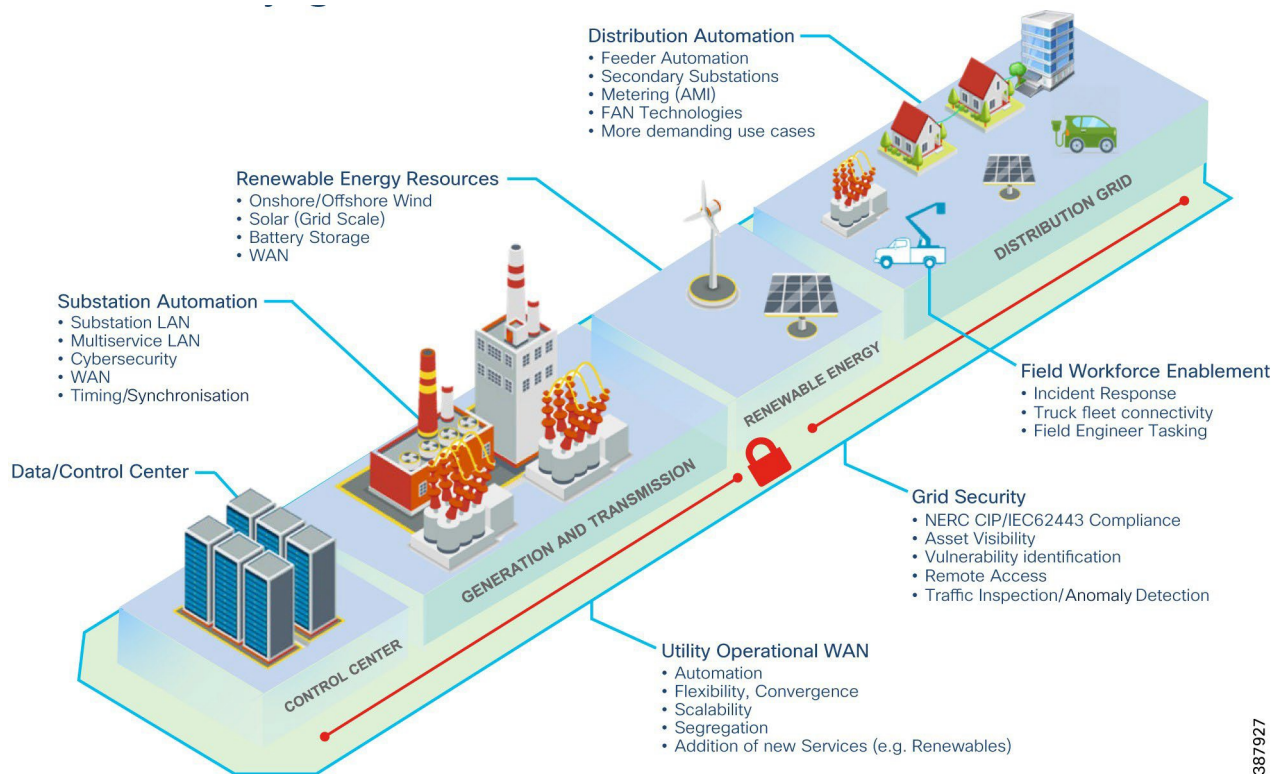 Distribution Automation
• Feeder Automation
• Secondary Substations
• Metering (AMI)
• FAN Technologies
• More demanding use cases
Renewable Energy Resources
• Onshore/Offshore Wind
• Solar (Grid Scale)
• Battery Storage
• WAN
Substation Automation
• Substation LAN
• Multiservice LAN
• Cybersecurity
• WAN
• Timing/Synchronisation
Data/Control Center
CONTROL CENTER
GENERATION AND TRANSMISSION
RENEWABLE ENERGY
DISTRIBUTION GRID
Field Workforce Enablement
• Incident Response
• Truck fleet connectivity
• Field Engineer Tasking
Grid Security
• NERC CIP/IEC62443 Compliance
• Asset Visibility
• Vulnerability identification
• Remote Access
• Traffic Inspection/Anomaly Detection
Utility Operational WAN
• Automation
• Flexibility, Convergence
• Scalability
• Segregation
• Addition of new Services (e.g. Renewables)
387927